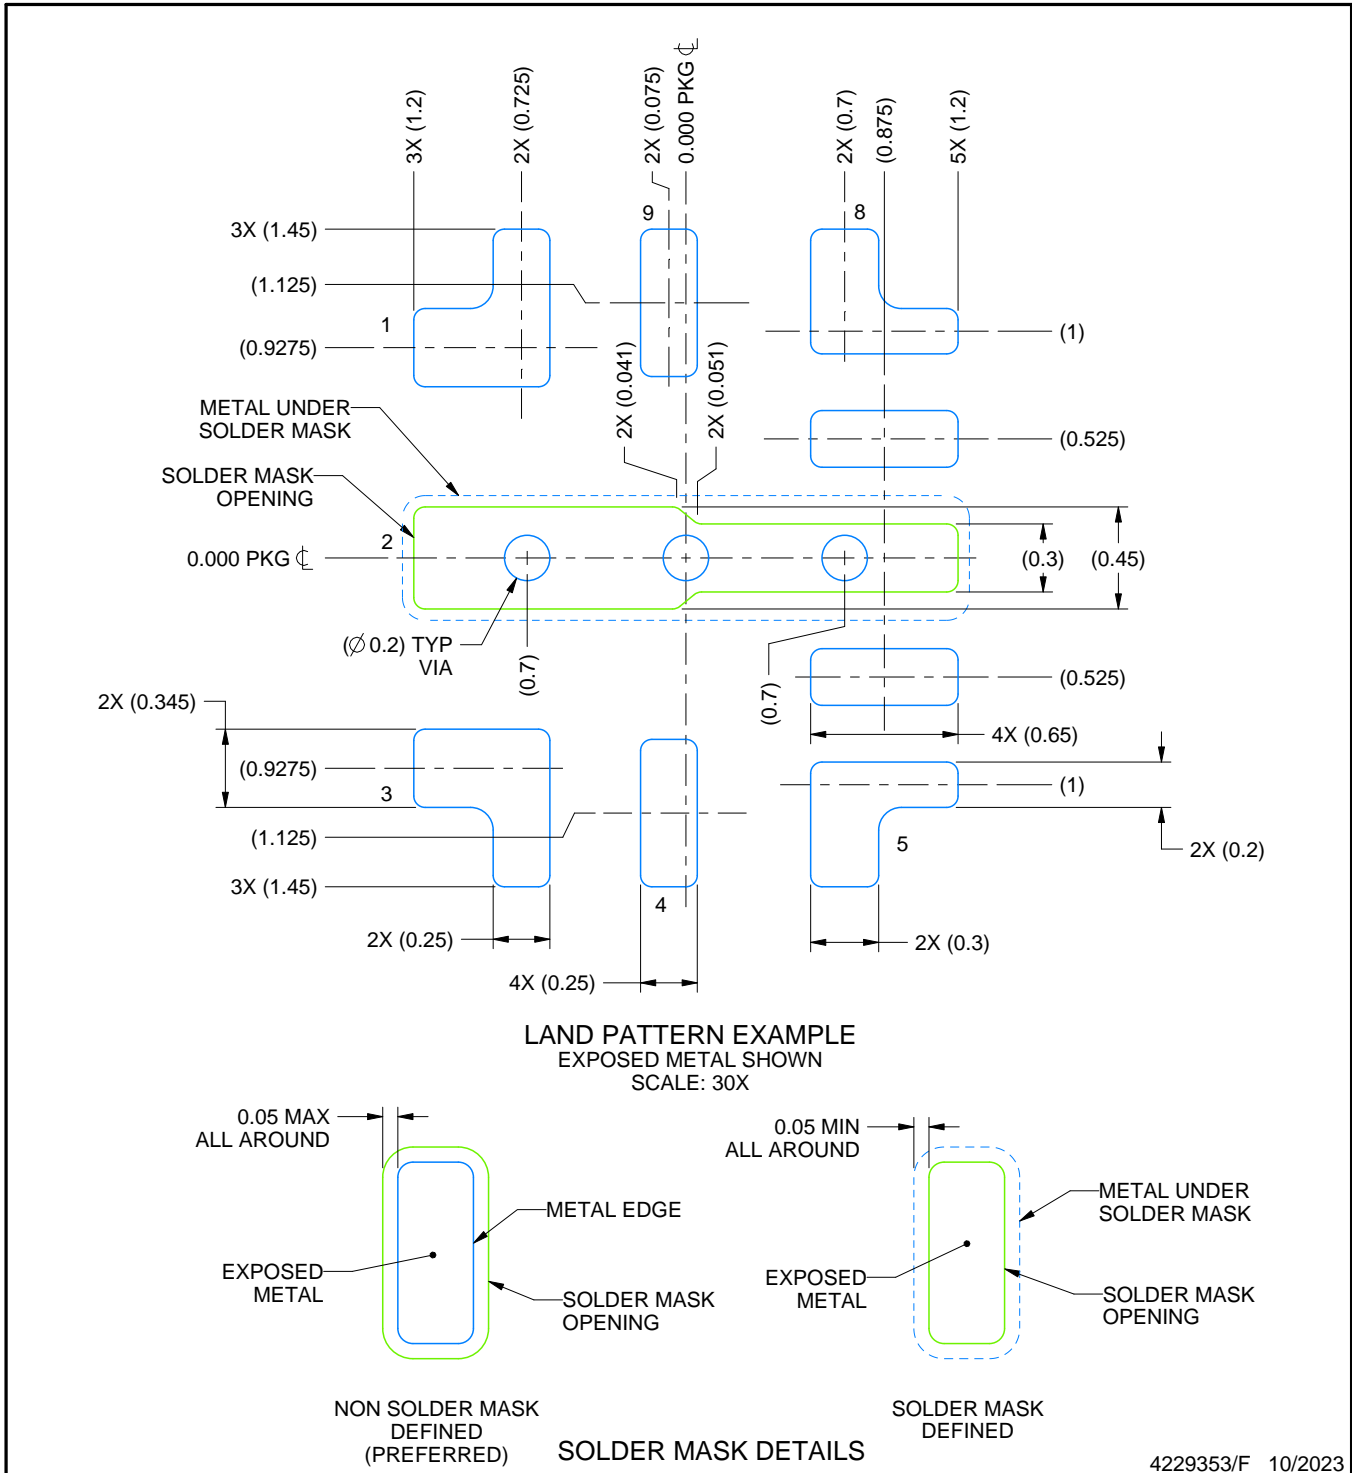 3X (1.2)
2X (0.725)
2X (0.075)
0.000 PKG ℄
2X (0.7)
(0.875)
5X (1.2)
9
8
3X (1.45)
(1.125)
1
(0.9275)
(1)
2X (0.041)
2X (0.051)
METAL UNDER
SOLDER MASK
(0.525)
SOLDER MASK
OPENING
2
0.000 PKG ℄
(0.3)
(0.45)
(∅0.2) TYP
VIA
(0.7)
(0.7)
(0.525)
2X (0.345)
4X (0.65)
(0.9275)
3
(1)
(1.125)
5
2X (0.2)
3X (1.45)
4
2X (0.25)
2X (0.3)
4X (0.25)
LAND PATTERN EXAMPLE
EXPOSED METAL SHOWN
SCALE: 30X
0.05 MAX
ALL AROUND
METAL EDGE
EXPOSED
METAL
SOLDER MASK
OPENING
NON SOLDER MASK
DEFINED
(PREFERRED)
0.05 MIN
ALL AROUND
METAL UNDER
SOLDER MASK
EXPOSED
METAL
SOLDER MASK
OPENING
SOLDER MASK
DEFINED
SOLDER MASK DETAILS
4229353/F 10/2023